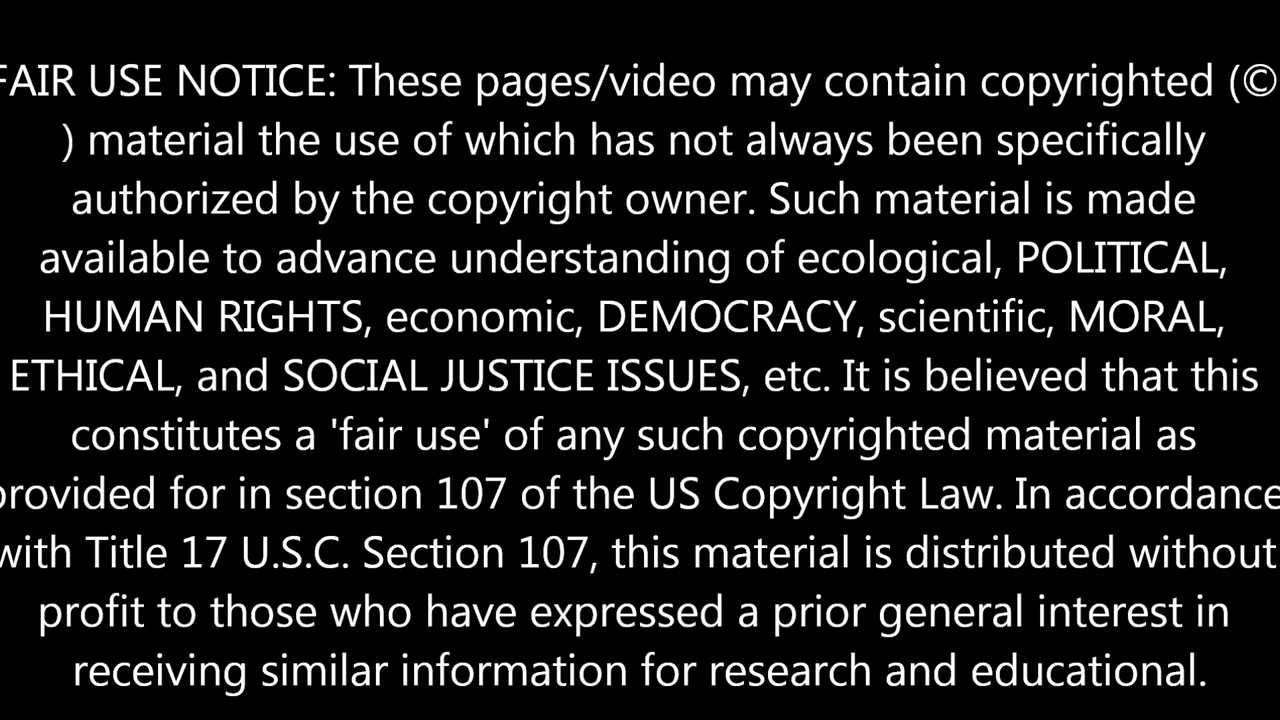 FAIR USE NOTICE: These pages/video may contain copyrighted (©
) material the use of which has not always been specifically
authorized by the copyright owner. Such material is made
available to advance understanding of ecological, POLITICAL,
HUMAN RIGHTS, economic, DEMOCRACY, scientific, MORAL,
ETHICAL, and SOCIAL JUSTICE ISSUES, etc. It is believed that this
constitutes a 'fair use' of any such copyrighted material as
provided for in section 107 of the US Copyright Law. In accordance
with Title 17 U.S.C. Section 107, this material is distributed without
profit to those who have expressed a prior general interest in
receiving similar information for research and educational.